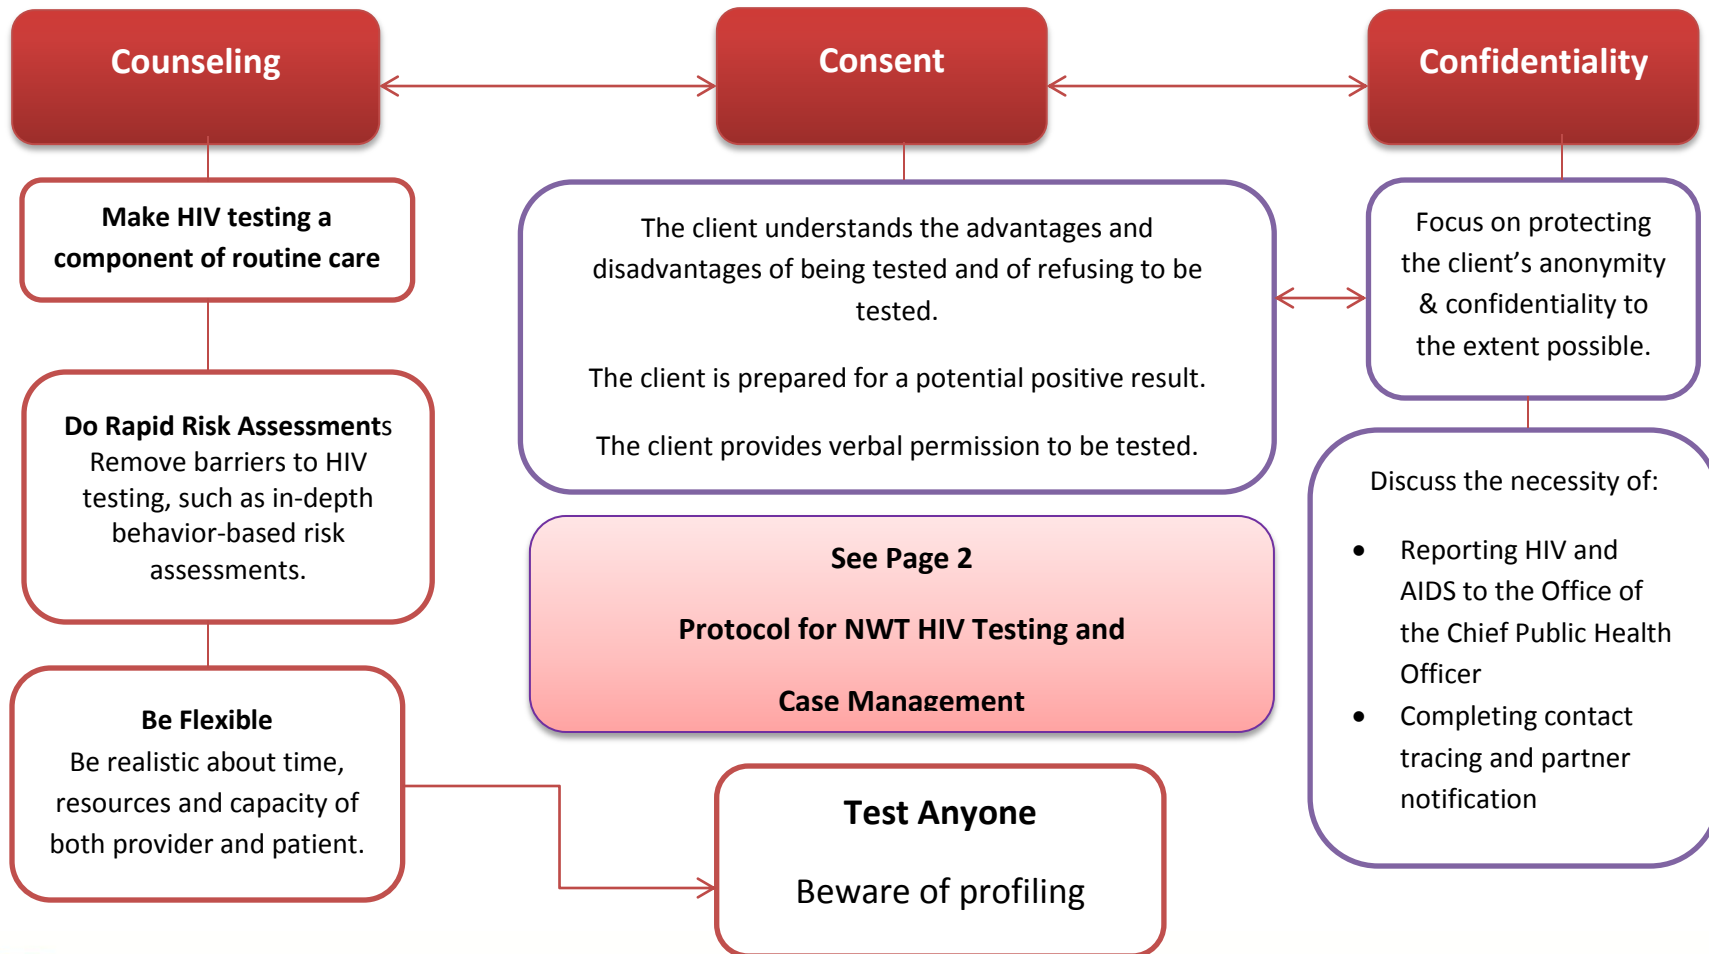 Counseling
Consent
Confidentiality
Make HIV testing a
component of routine care
Do Rapid Risk Assessments
Remove barriers to HIV
testing, such as in-depth
behavior-based risk
assessments.
Be Flexible
Be realistic about time,
resources and capacity of
both provider and patient.
The client understands the advantages and
disadvantages of being tested and of refusing to be
tested.
The client is prepared for a potential positive result.
The client provides verbal permission to be tested.
See Page 2
Protocol for NWT HIV Testing and
Case Management
Test Anyone
Beware of profiling
Focus on protecting
the client’s anonymity
& confidentiality to
the extent possible.
Discuss the necessity of:
• Reporting HIV and
AIDS to the Office of
the Chief Public Health
Officer
• Completing contact
tracing and partner
notification